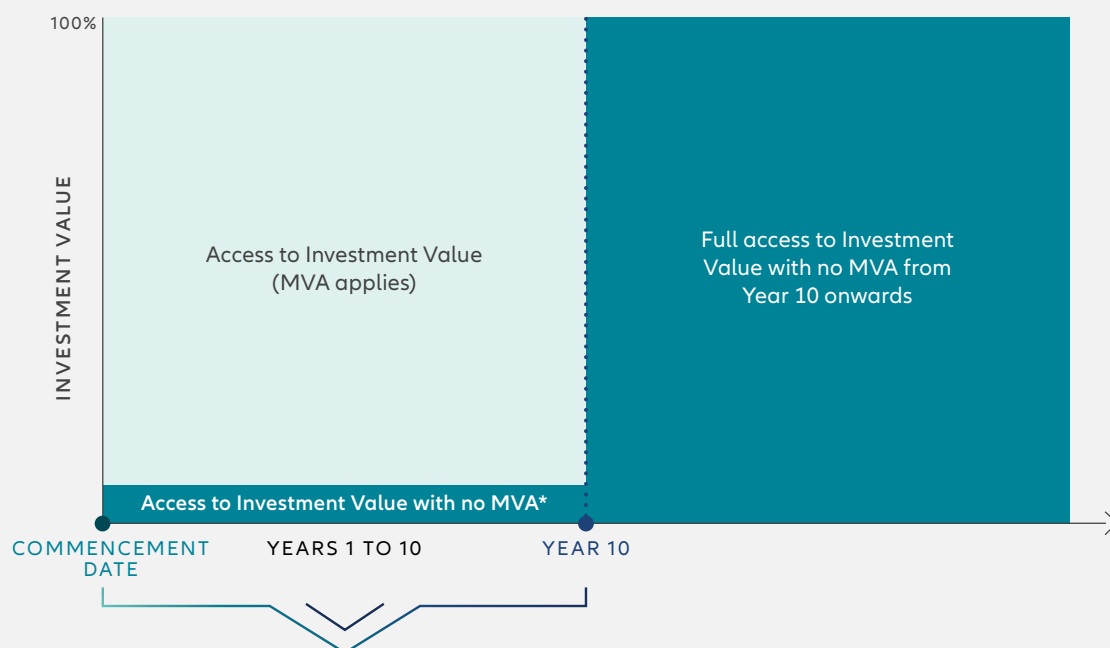 100%
INVESTMENT VALUE
Access to Investment Value
(MVA applies)
Full access to Investment
Value with no MVA from
Year 10 onwards
Access to Investment Value with no MVA*
COMMENCEMENT
DATE
YEARS 1 TO 10
YEAR 10